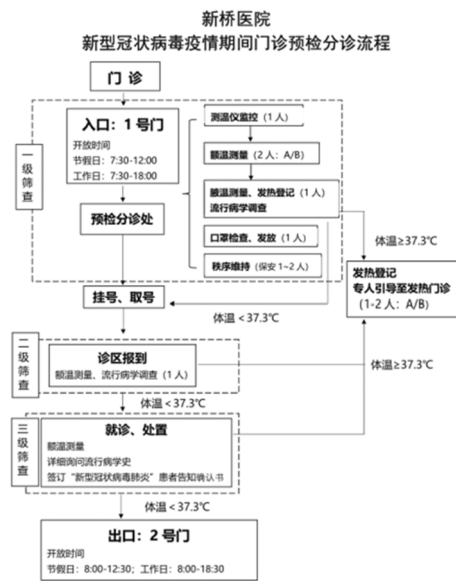 新桥医院
新型冠状病毒疫情期间门诊预检分诊流程
门 诊
一级筛查
入口：1 号门
开放时间
节假日：7:30-12:00
工作日：7:30-18:00
预检分诊处
测温仪监控（1 人）
额温测量（2 人：A/B）
腋温测量、发热登记（1 人）
流行病学调查
口罩检查、发放（1 人）
秩序维持（保安 1~2 人）
体温≥37.3℃
发热登记
专人引导至发热门诊
（1-2 人：A/B）
挂号、取号
体温＜37.3℃
二级筛查
诊区报到
额温测量、流行病学调查（1 人）
体温≥37.3℃
体温＜37.3℃
三级筛查
就诊、处置
额温测量
详细询问流行病学史
签订“新型冠状病毒肺炎”患者告知确认书
体温＜37.3℃
出口：2 号门
开放时间
节假日：8:00-12:30；工作日：8:00-18:30